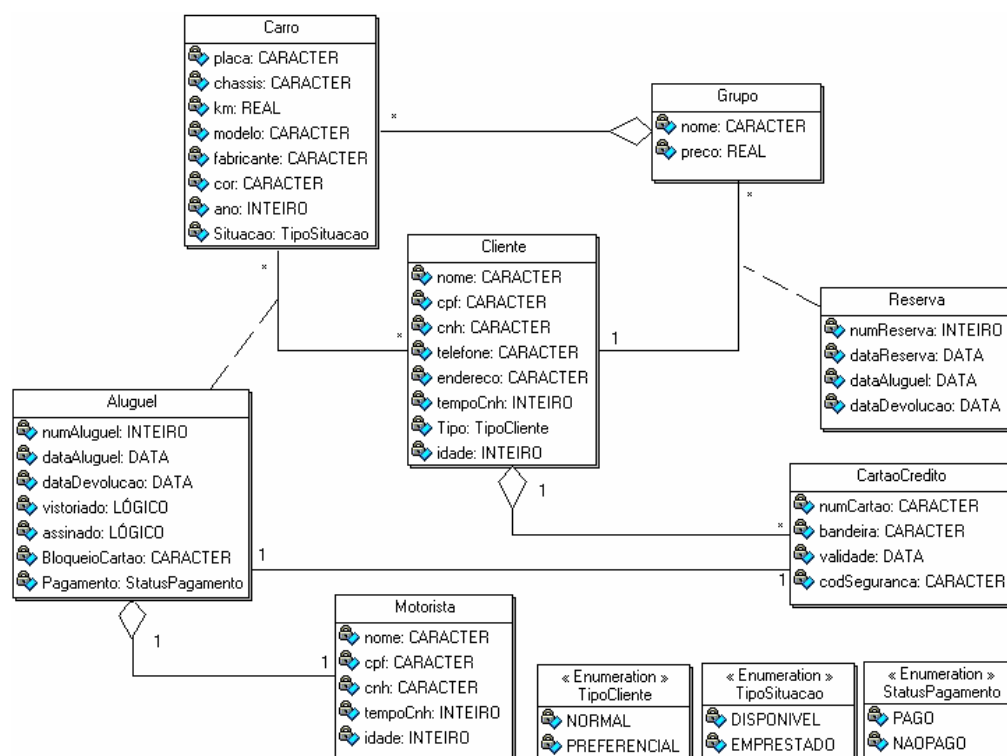 Carro
placa: CARACTER
chassis: CARACTER
km: REAL
modelo: CARACTER
fabricante: CARACTER
cor: CARACTER
ano: INTEIRO
Situacao: TipoSituacao
*
Grupo
nome: CARACTER
preco: REAL
*
*
*
Cliente
nome: CARACTER
cpf: CARACTER
cnh: CARACTER
telefone: CARACTER
endereco: CARACTER
tempoCnh: INTEIRO
Tipo: TipoCliente
idade: INTEIRO
1
Reserva
numReserva: INTEIRO
dataReserva: DATA
dataAluguel: DATA
dataDevolucao: DATA
Aluguel
numAluguel: INTEIRO
dataAluguel: DATA
dataDevolucao: DATA
vistoriado: LÓGICO
assinado: LÓGICO
BloqueioCartao: CARACTER
Pagamento: StatusPagamento
1
*
CartaoCredito
numCartao: CARACTER
bandeira: CARACTER
validade: DATA
codSeguranca: CARACTER
1
1
1
1
Motorista
nome: CARACTER
cpf: CARACTER
cnh: CARACTER
tempoCnh: INTEIRO
idade: INTEIRO
« Enumeration »
TipoCliente
NORMAL
PREFERENCIAL
« Enumeration »
TipoSituacao
DISPONIVEL
EMPRESTADO
« Enumeration »
StatusPagamento
PAGO
NAOPAGO